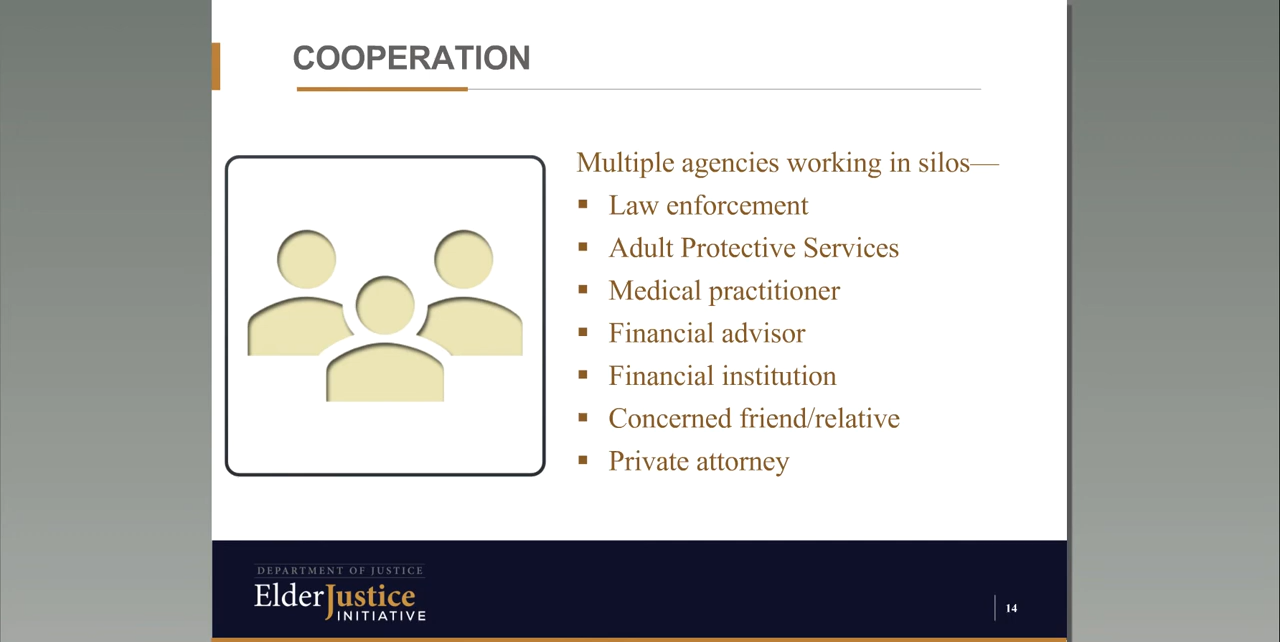 COOPERATION
Multiple agencies working in silos—
▪ Law enforcement
▪ Adult Protective Services
▪ Medical practitioner
▪ Financial advisor
▪ Financial institution
▪ Concerned friend/relative
▪ Private attorney
DEPARTMENT OF JUSTICE
ElderJustice
INITIATIVE
14